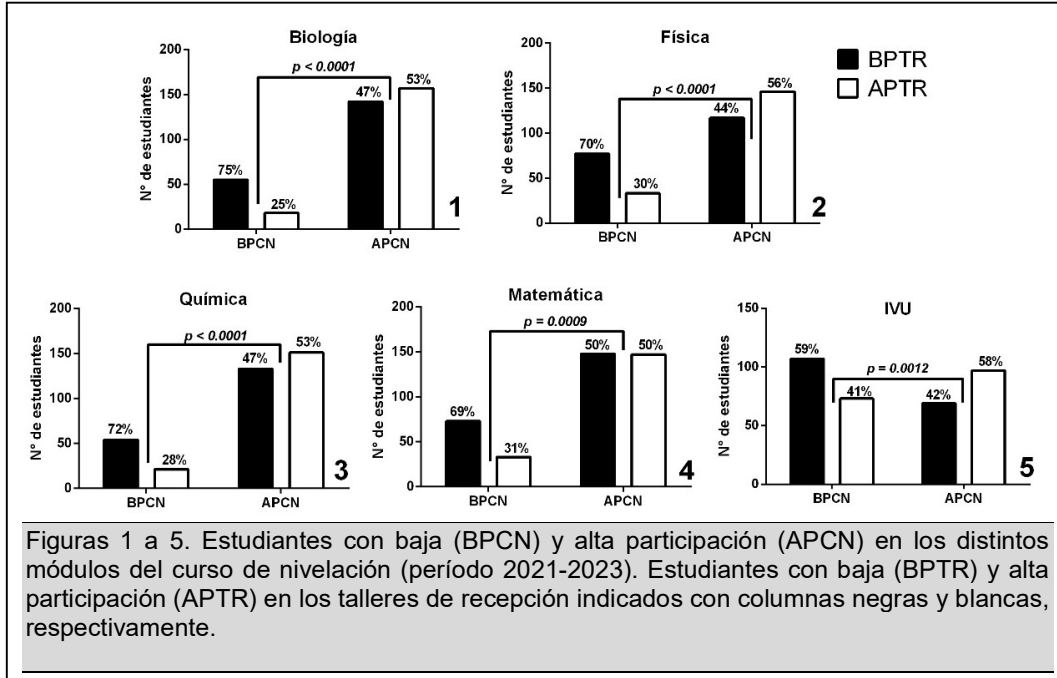 Biología
N° de estudiantes
200
150
100
50
0
p < 0.0001
75%
25%
47%
53%
BPCN
APCN
1
Física
N° de estudiantes
200
150
100
50
0
p < 0.0001
70%
30%
44%
56%
BPCN
APCN
2
BPTR
APTR
Química
N° de estudiantes
200
150
100
50
0
p < 0.0001
72%
28%
47%
53%
BPCN
APCN
3
Matemática
N° de estudiantes
200
150
100
50
0
p = 0.0009
69%
31%
50%
50%
BPCN
APCN
4
IVU
N° de estudiantes
150
100
50
0
p = 0.0012
59%
41%
42%
58%
BPCN
APCN
5
Figuras 1 a 5. Estudiantes con baja (BPCN) y alta participación (APCN) en los distintos
módulos del curso de nivelación (período 2021-2023). Estudiantes con baja (BPTR) y alta
participación (APTR) en los talleres de recepción indicados con columnas negras y blancas,
respectivamente.